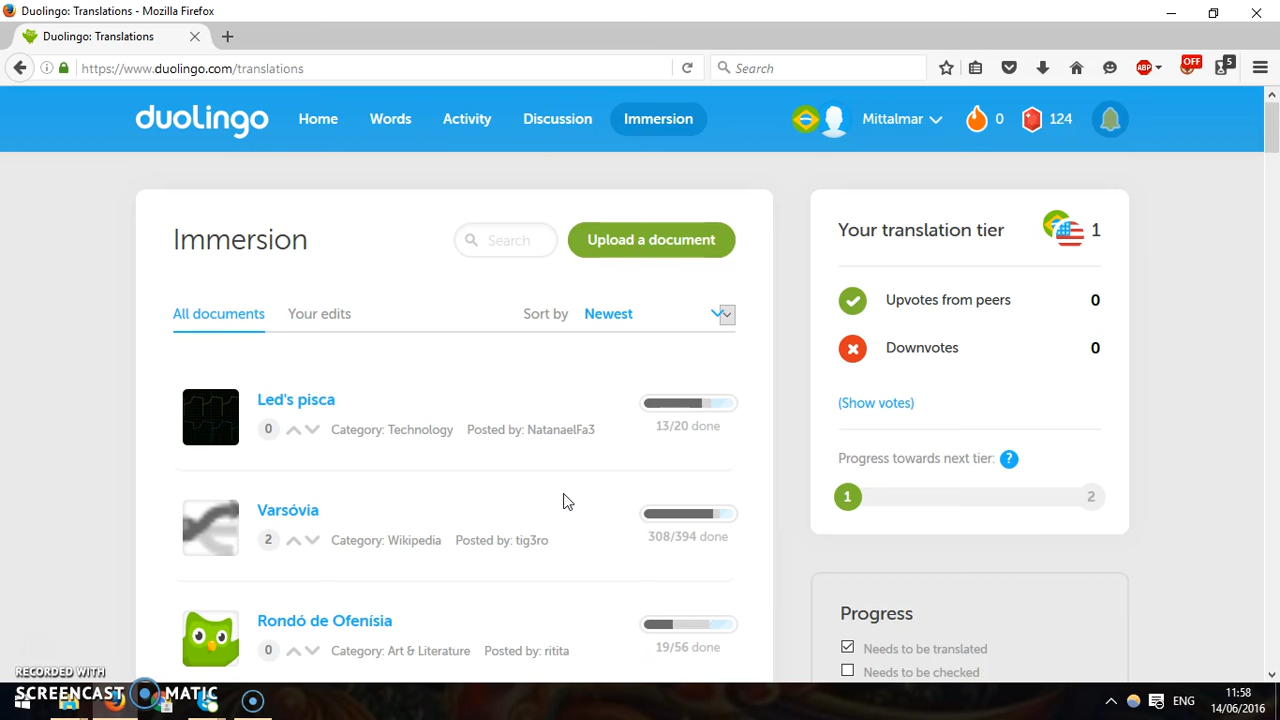 Duolingo: Translations - Mozilla Firefox
Duolingo: Translations
https://www.duolingo.com/translations
Search
ABP
OFF
5
duolingo
Home
Words
Activity
Discussion
Immersion
Mittalmar
0
124
Immersion
Search
Upload a document
All documents
Your edits
Sort by
Newest
Led's pisca
0
Category: Technology
Posted by: NatanaelFa3
13/20 done
Varsóvia
2
Category: Wikipedia
Posted by: tig3ro
308/394 done
Rondó de Ofenísia
0
Category: Art & Literature
Posted by: ritita
19/56 done
Your translation tier
1
Upvotes from peers
0
Downvotes
0
(Show votes)
Progress towards next tier:
?
1
2
Progress
Needs to be translated
Needs to be checked
RECORDED WITH
SCREENCAST MATIC
ENG
11:58
14/06/2016